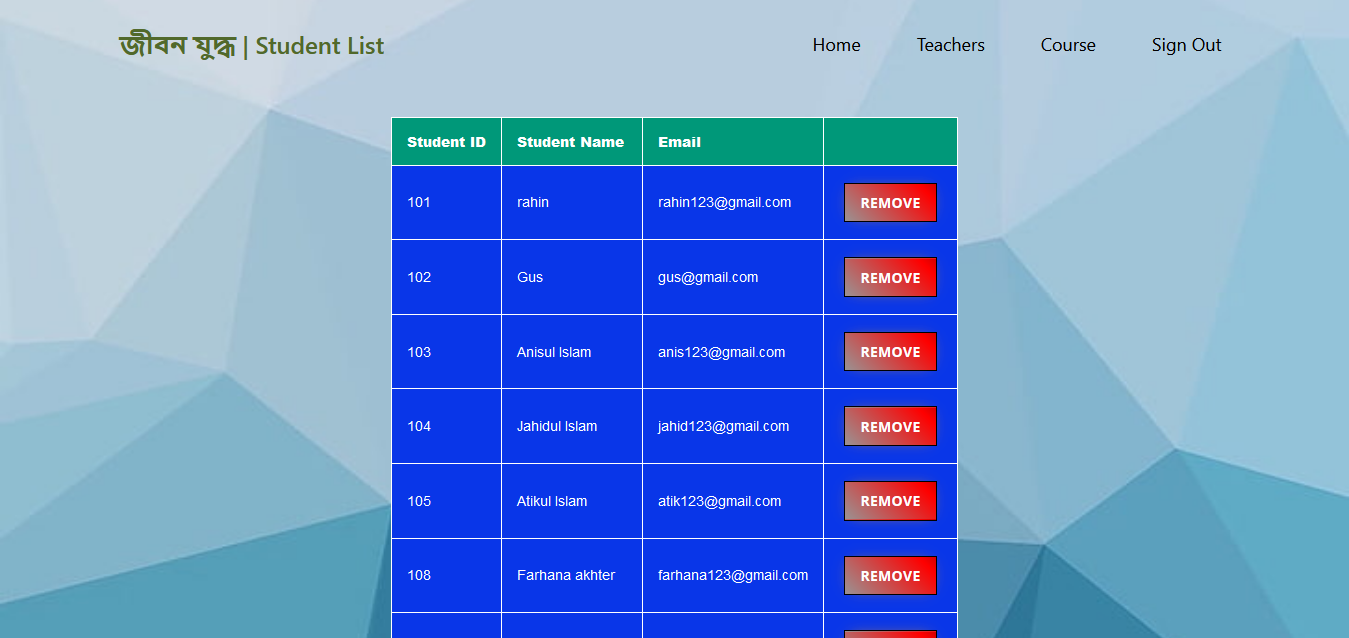 জীবন যুদ্ধ | Student List
Home Teachers Course Sign Out
Student ID Student Name Email
101 rahin rahin123@gmail.com REMOVE
102 Gus gus@gmail.com REMOVE
103 Anisul Islam anis123@gmail.com REMOVE
104 Jahidul Islam jahid123@gmail.com REMOVE
105 Atikul Islam atik123@gmail.com REMOVE
108 Farhana akhter farhana123@gmail.com REMOVE